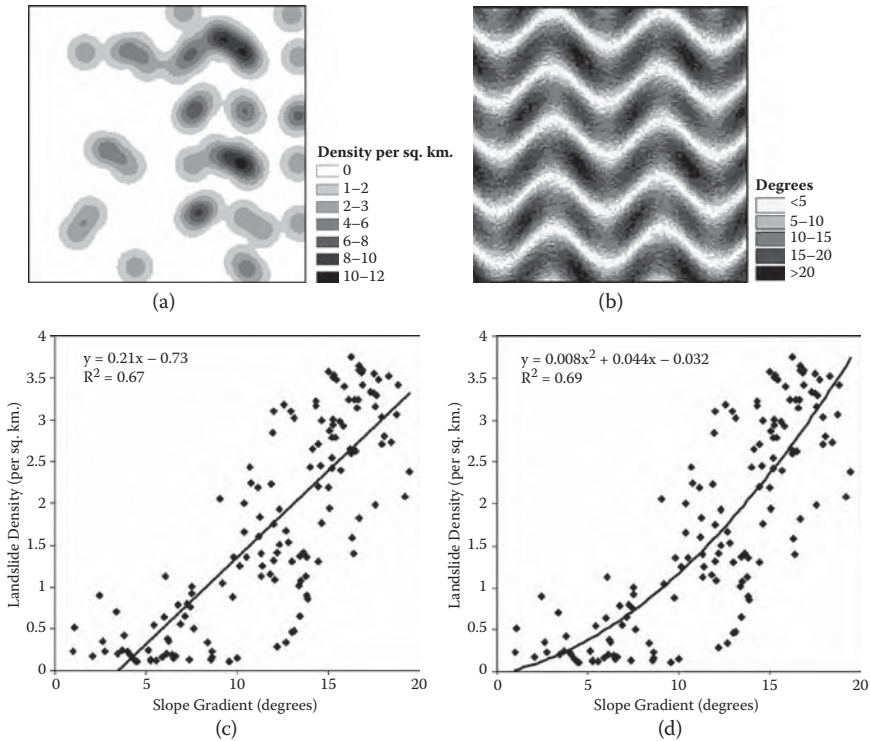 Density per sq. km.
0
1–2
2–3
4–6
6–8
8–10
10–12
(a)
Degrees
<5
5–10
10–15
15–20
>20
(b)
4
3.5
3
2.5
2
1.5
1
0.5
0
Landslide Density (per sq. km.)
y = 0.21x – 0.73
R² = 0.67
0 5 10 15 20
Slope Gradient (degrees)
(c)
4
3.5
3
2.5
2
1.5
1
0.5
0
Landslide Density (per sq. km.)
y = 0.008x² + 0.044x – 0.032
R² = 0.69
0 5 10 15 20
Slope Gradient (degrees)
(d)